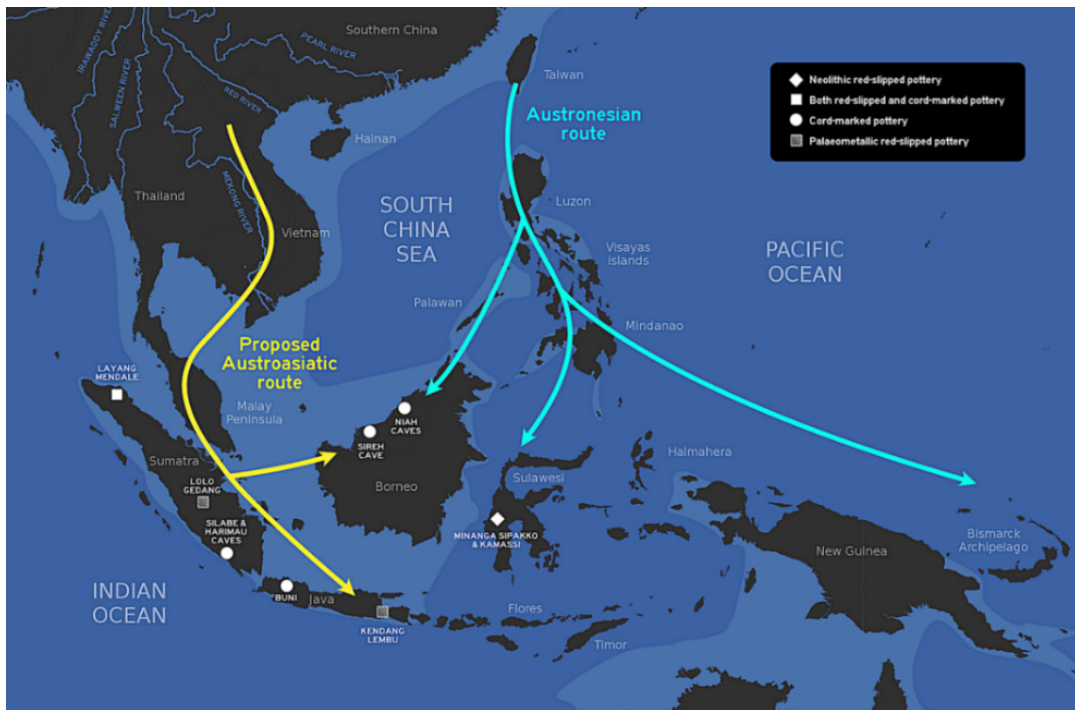 Southern China
IRAWADDY RIVER
SALWEEN RIVER
PEARL RIVER
RED RIVER
Taiwan
Neolithic red-slipped pottery
Both red-slipped and cord-marked pottery
Cord-marked pottery
Palaeometallic red-slipped pottery
Austronesian
route
Hainan
Thailand
MEKONG RIVER
Vietnam
SOUTH
CHINA
SEA
Luzon
Visayas
islands
PACIFIC
OCEAN
Palawan
Mindanao
Proposed
Austroasiatic
route
LAYANG
MENDALE
Malay
Peninsula
NIAH
CAVES
SIREH
CAVE
Sumatra
Borneo
Sulawesi
Halmahera
LOLO
GEDANG
SILABE &
HARIMAU
CAVES
MINANGA SIPAKKO
& KAMASSI
New Guinea
Bismarck
Archipelago
INDIAN
OCEAN
BUNI
Java
KENDANG
LEMBU
Flores
Timor